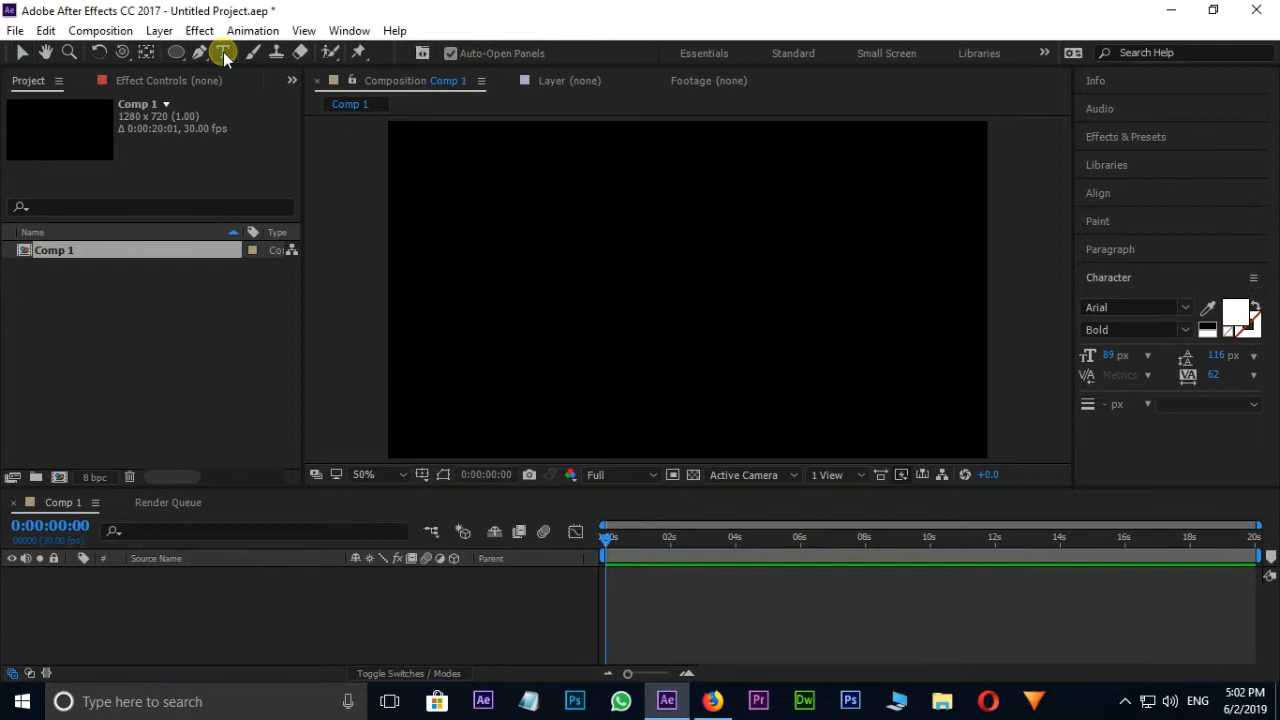 Adobe After Effects CC 2017 - Untitled Project.aep *
File Edit Composition Layer Effect Animation View Window Help
Auto-Open Panels Essentials Standard Small Screen Libraries Search Help
Project Effect Controls (none) Composition Comp 1 Layer (none) Footage (none)
Comp 1
1280 x 720 (1.00)
Δ 0:00:20:01, 30.00 fps
Comp 1
Name Type
Comp 1
8 bpc
50% 0:00:00:00 Full Active Camera 1 View +0.0
Info
Audio
Effects & Presets
Libraries
Align
Paint
Paragraph
Character
Arial
Bold
89 px 116 px
Metrics 62
- px
Comp 1 Render Queue
0:00:00:00
00000 (30.00 fps)
# Source Name Parent
02s 04s 06s 08s 10s 12s 14s 16s 18s 20s
Toggle Switches / Modes
Type here to search
ENG
5:02 PM
6/2/2019